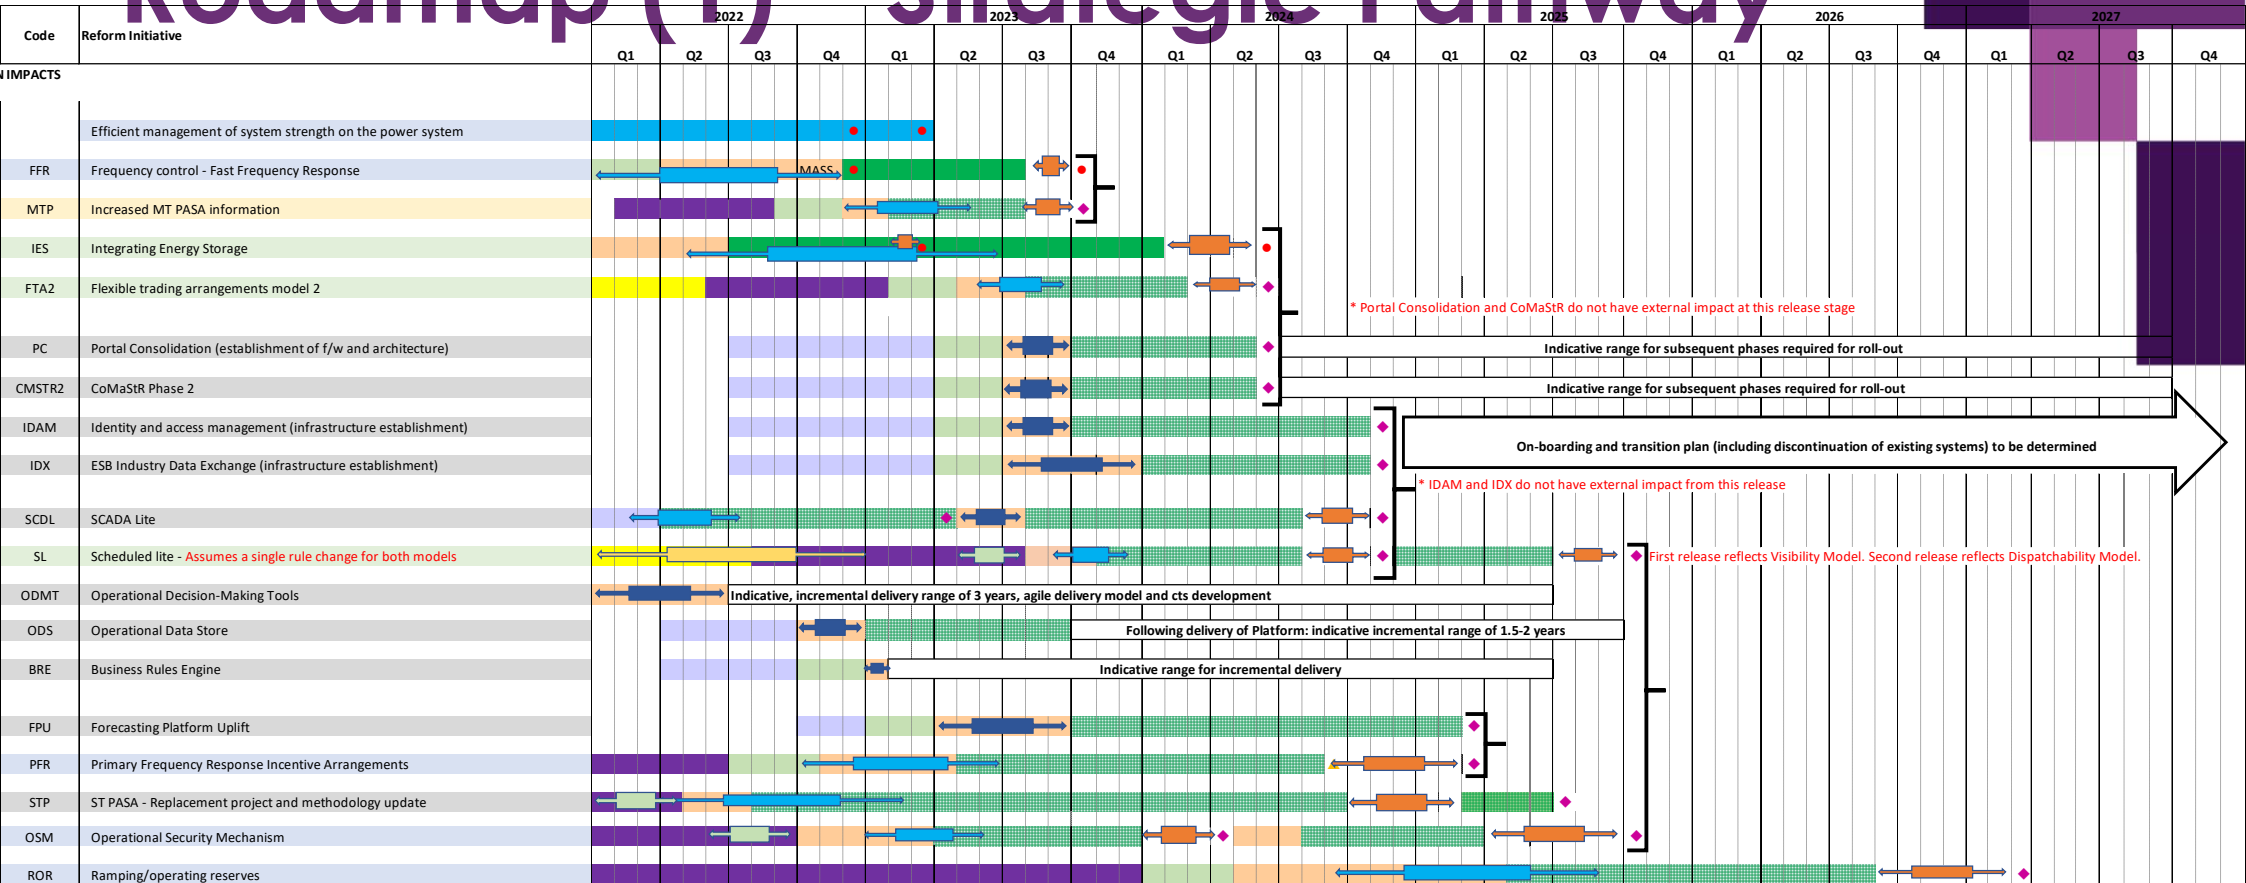 Roadmap (1) - Strategic Pathway
2022 2023 2024 2025 2026 2027
Code Reform Initiative
Q1 Q2 Q3 Q4 Q1 Q2 Q3 Q4 Q1 Q2 Q3 Q4 Q1 Q2 Q3 Q4 Q1 Q2 Q3 Q4 Q1 Q2 Q3 Q4
IMPACTS
Efficient management of system strength on the power system
FFR Frequency control - Fast Frequency Response MASS
MTP Increased MT PASA information
IES Integrating Energy Storage
FTA2 Flexible trading arrangements model 2
* Portal Consolidation and CoMaStR do not have external impact at this release stage
PC Portal Consolidation (establishment of f/w and architecture) Indicative range for subsequent phases required for roll-out
CMSTR2 CoMaStR Phase 2 Indicative range for subsequent phases required for roll-out
IDAM Identity and access management (infrastructure establishment)
On-boarding and transition plan (including discontinuation of existing systems) to be determined
IDX ESB Industry Data Exchange (infrastructure establishment)
* IDAM and IDX do not have external impact from this release
SCDL SCADA Lite
SL Scheduled lite - Assumes a single rule change for both models First release reflects Visibility Model. Second release reflects Dispatchability Model.
ODMT Operational Decision-Making Tools Indicative, incremental delivery range of 3 years, agile delivery model and cts development
ODS Operational Data Store Following delivery of Platform: indicative incremental range of 1.5-2 years
BRE Business Rules Engine Indicative range for incremental delivery
FPU Forecasting Platform Uplift
PFR Primary Frequency Response Incentive Arrangements
STP ST PASA - Replacement project and methodology update
OSM Operational Security Mechanism
ROR Ramping/operating reserves